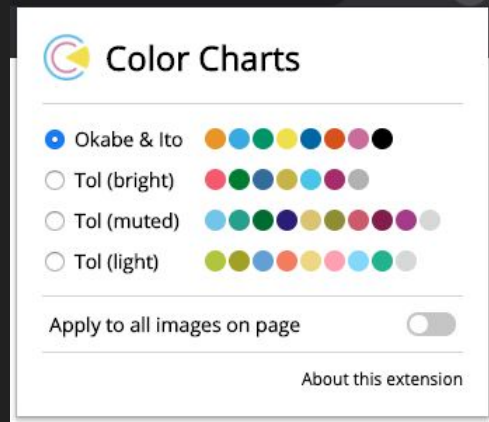 Color Charts
Okabe & Ito
Tol (bright)
Tol (muted)
Tol (light)
Apply to all images on page
About this extension